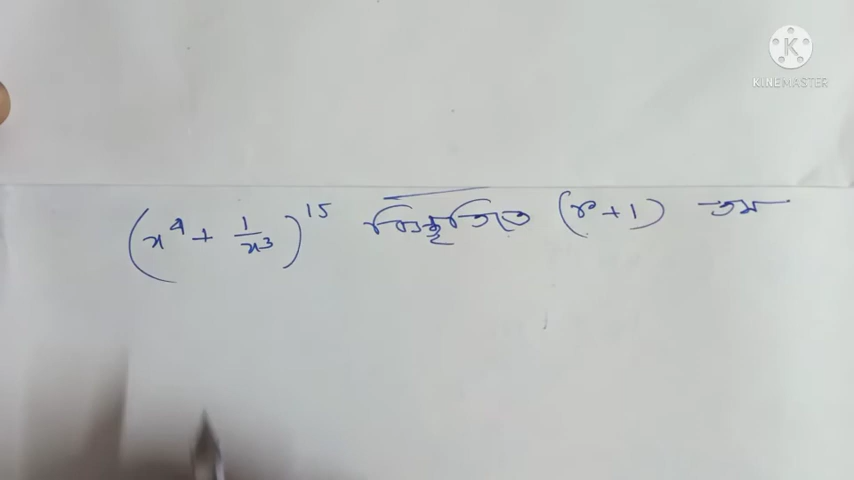 K
KINEMASTER
(x⁴ + 1/x³)¹⁵ বিস্তৃতিতে (r+1) তম